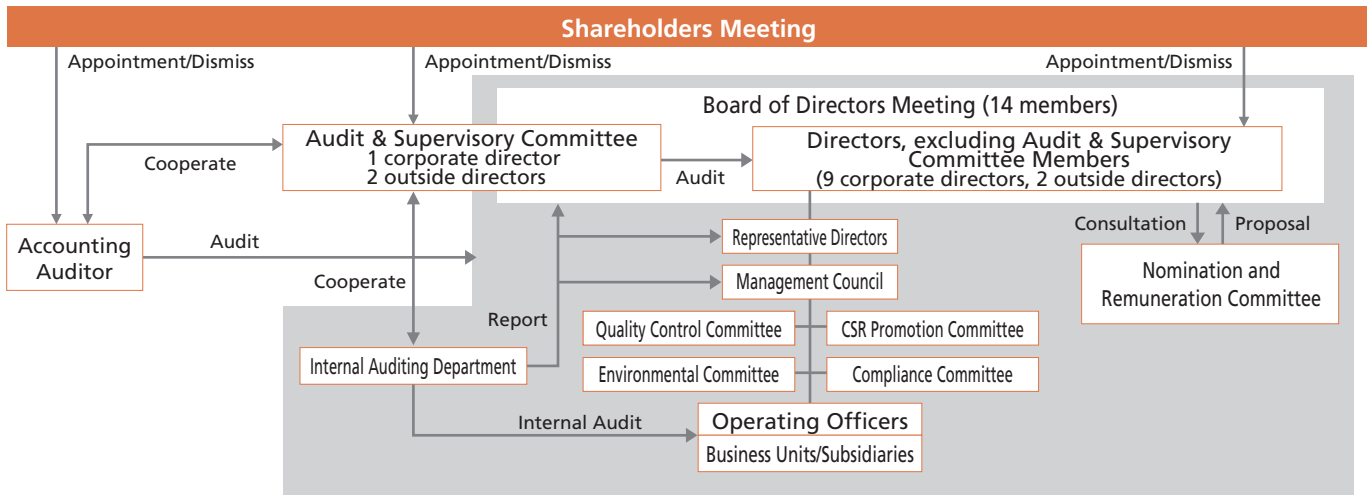 Shareholders Meeting
Appointment/Dismiss
Appointment/Dismiss
Appointment/Dismiss
Board of Directors Meeting (14 members)
Audit & Supervisory Committee
1 corporate director
2 outside directors
Directors, excluding Audit & Supervisory
Committee Members
(9 corporate directors, 2 outside directors)
Cooperate
Audit
Accounting
Auditor
Audit
Cooperate
Representative Directors
Consultation
Proposal
Management Council
Nomination and
Remuneration Committee
Report
Quality Control Committee
CSR Promotion Committee
Internal Auditing Department
Environmental Committee
Compliance Committee
Internal Audit
Operating Officers
Business Units/Subsidiaries